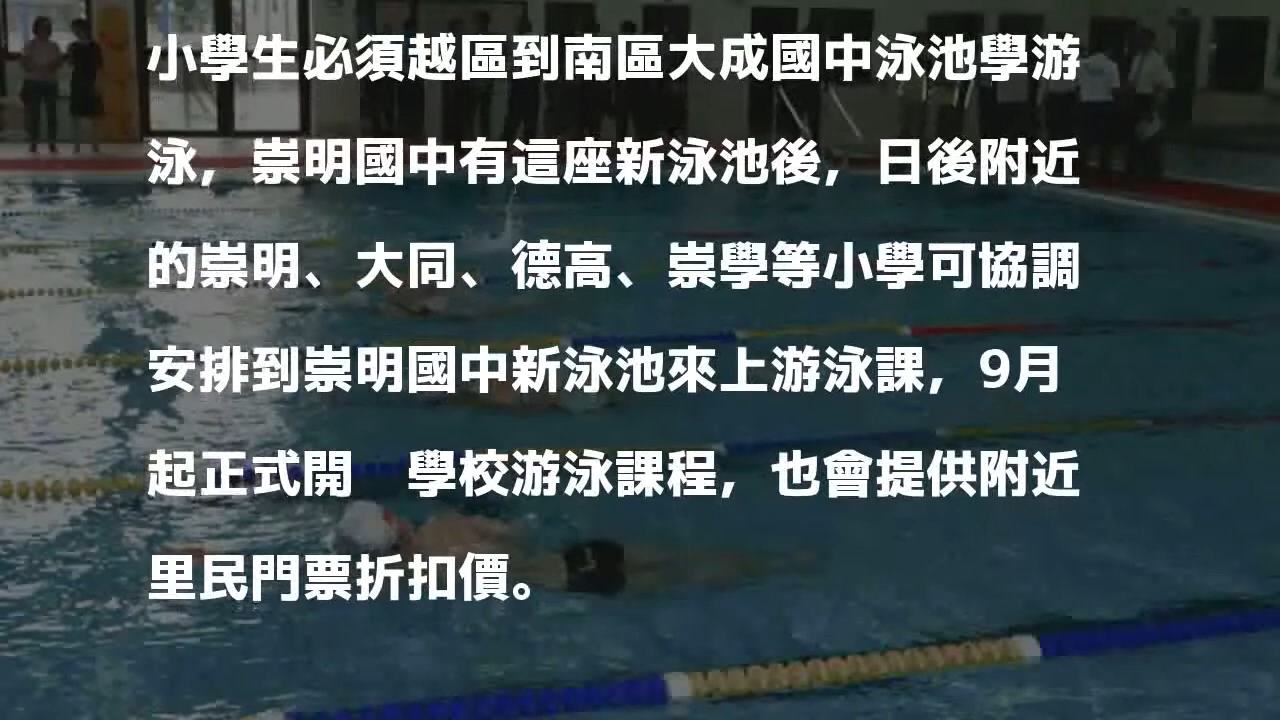 小學生必須越區到南區大成國中泳池學游
泳，崇明國中有這座新泳池後，日後附近
的崇明、大同、德高、崇學等小學可協調
安排到崇明國中新泳池來上游泳課，9月
起正式開　學校游泳課程，也會提供附近
里民門票折扣價。